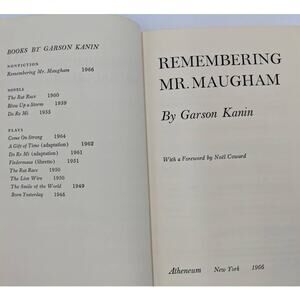 BOOKS BY GARSON KANIN
NONFICTION
Remembering Mr. Maugham 1966
NOVELS
The Rat Race 1960
Blow Up a Storm 1959
Do Re Mi 1955
PLAYS
Come On Strong 1964
A Gift of Time (adaptation) 1962
Do Re Mi (adaptation) 1961
Fledermaus (libretto) 1951
The Rat Race 1950
The Live Wire 1950
The Smile of the World 1949
Born Yesterday 1946
REMEMBERING
MR. MAUGHAM
By Garson Kanin
With a Foreword by Noël Coward
Atheneum New York 1966